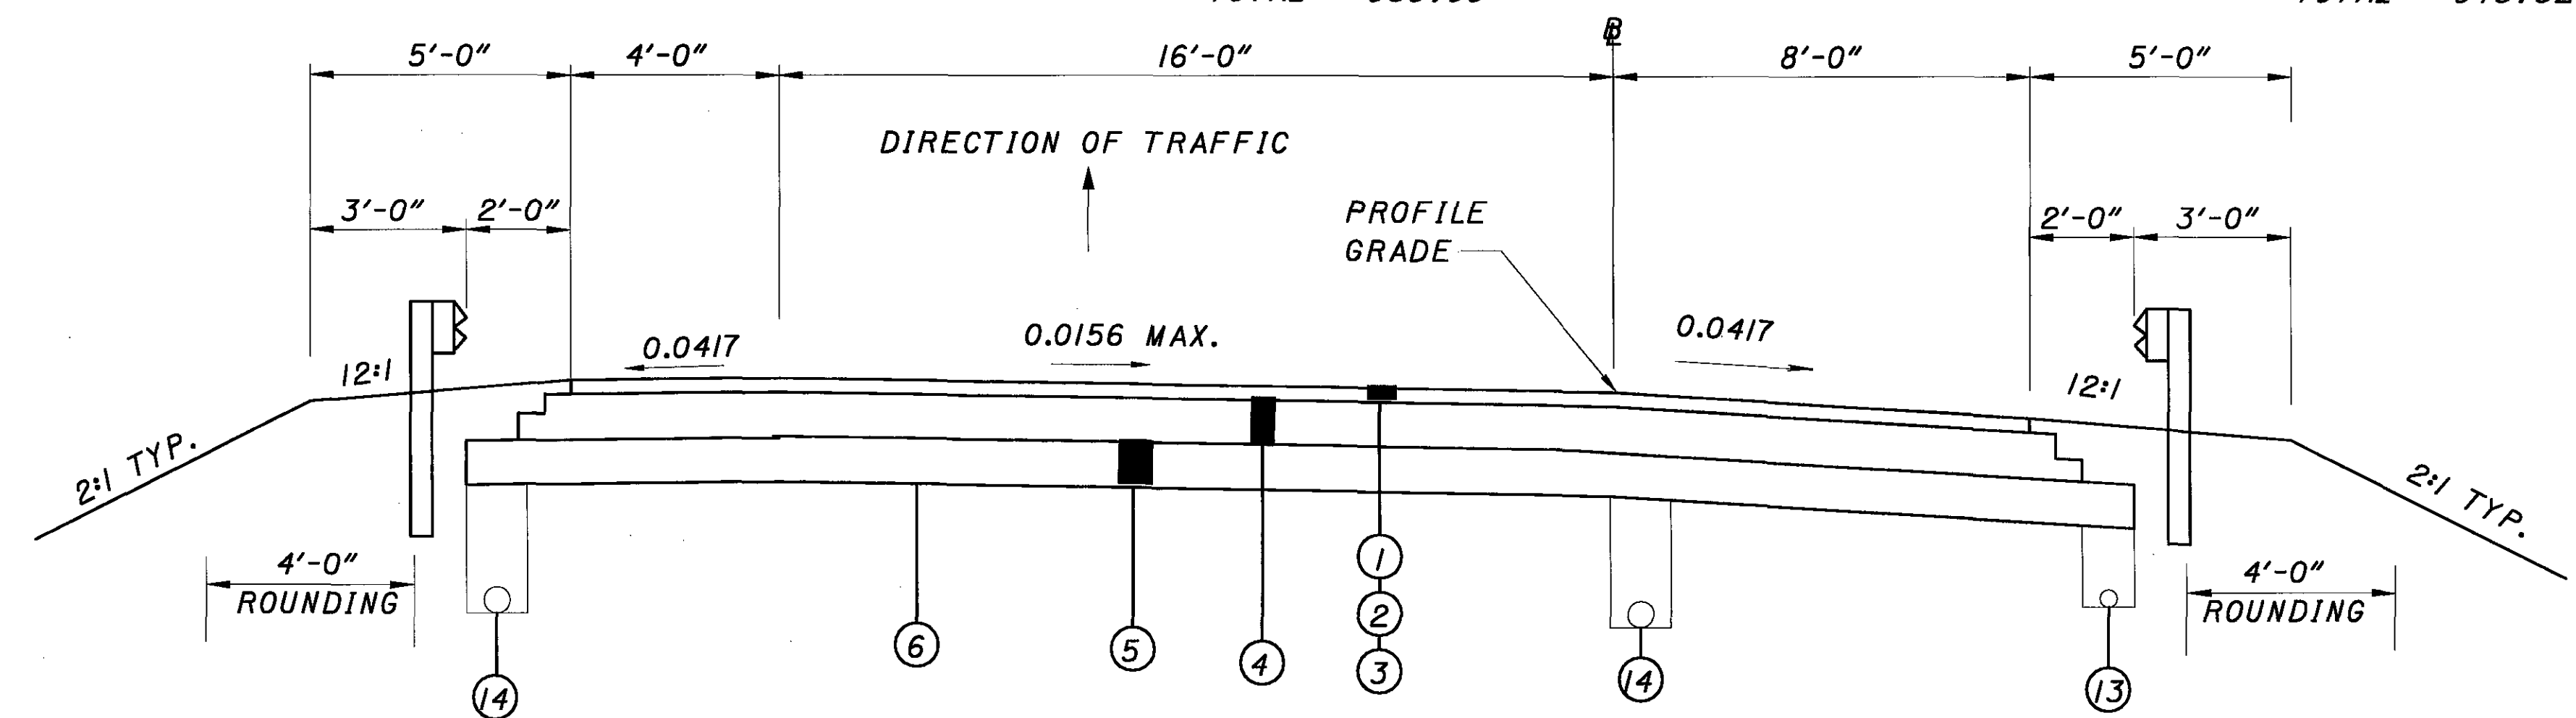 5'-0" 4'-0" 16'-0" 8'-0" 5'-0"
DIRECTION OF TRAFFIC
3'-0" 2'-0" PROFILE 2'-0" 3'-0"
GRADE
12:1 0.0417 0.0156 MAX. 0.0417 12:1
2:1 TYP. 2:1 TYP.
4'-0" 1 4'-0"
ROUNDING 2 ROUNDING
14 6 5 4 3 14 13